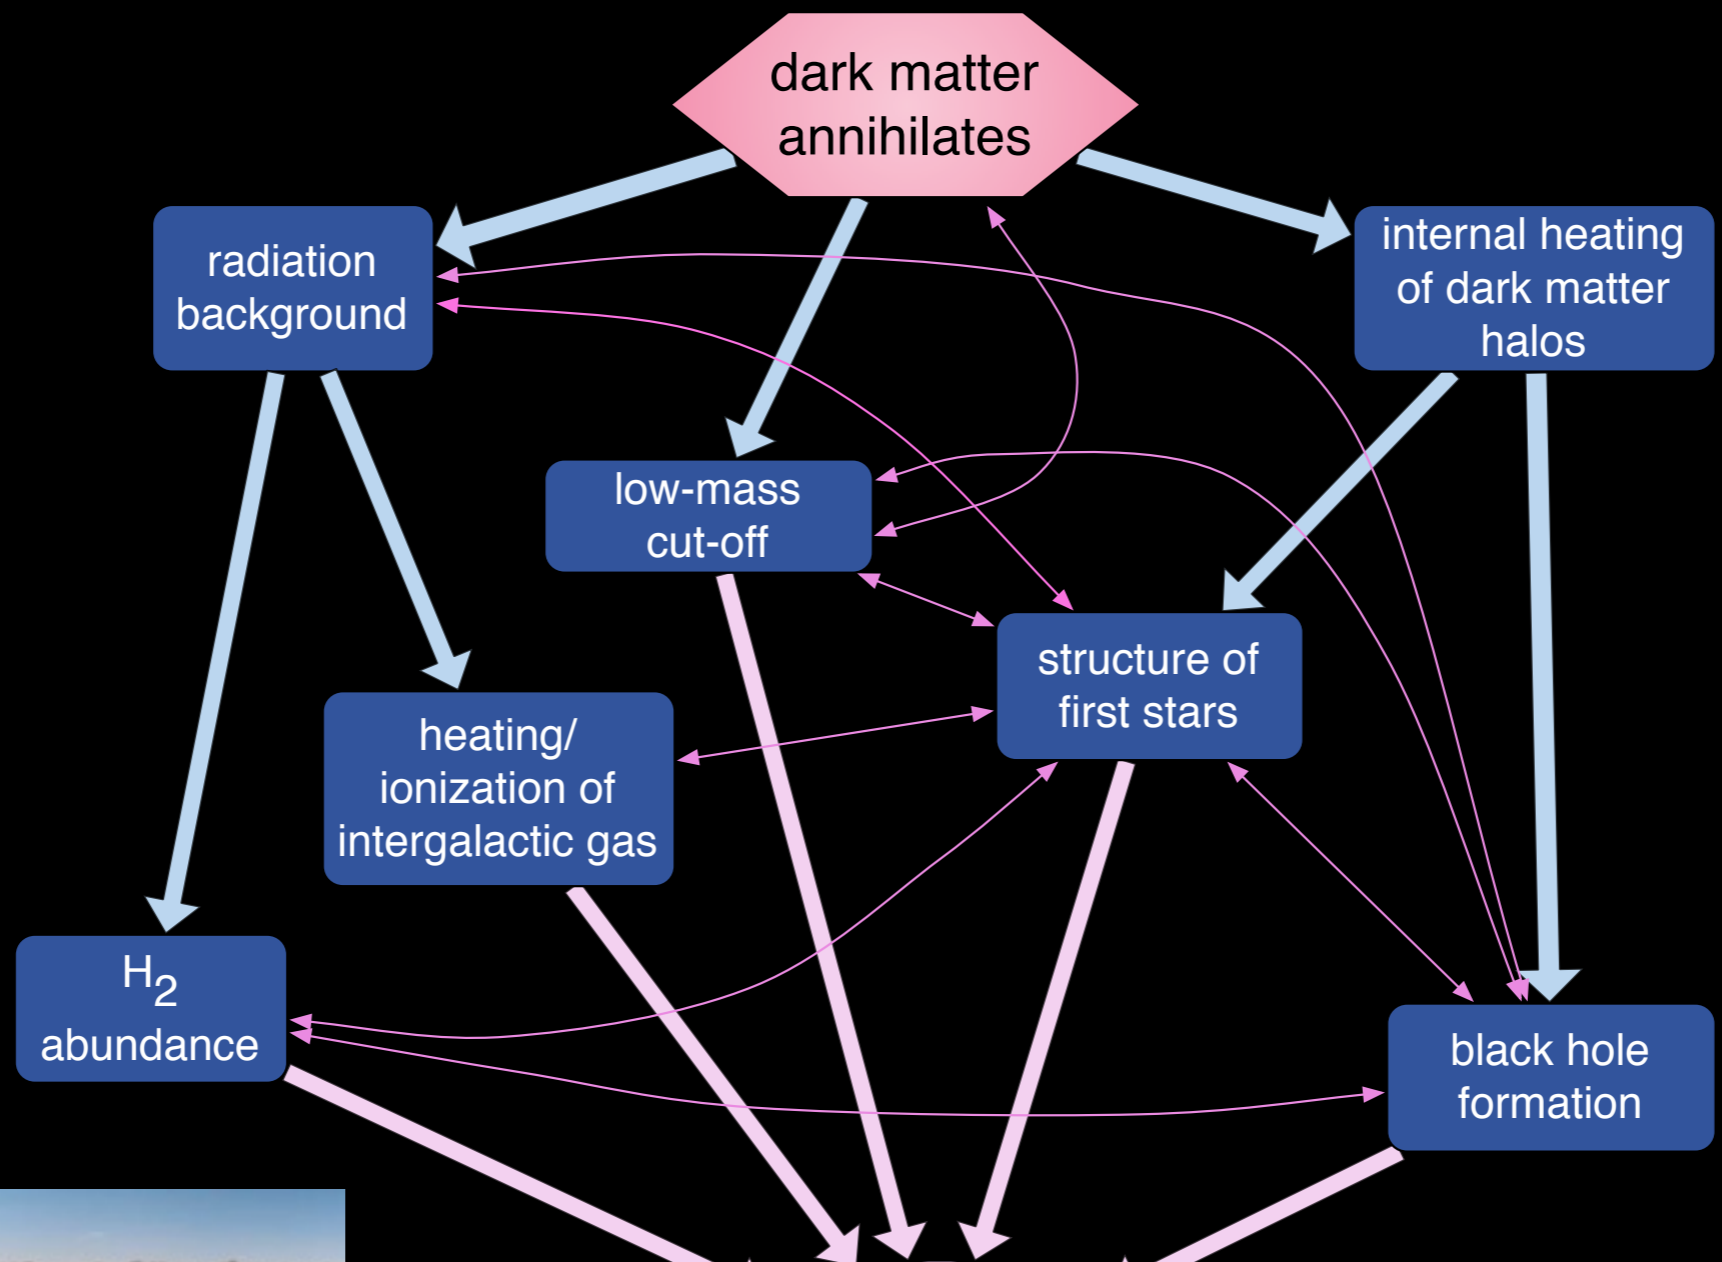 dark matter
annihilates
radiation
background
internal heating
of dark matter
halos
low-mass
cut-off
structure of
first stars
heating/
ionization of
intergalactic gas
H2
abundance
black hole
formation